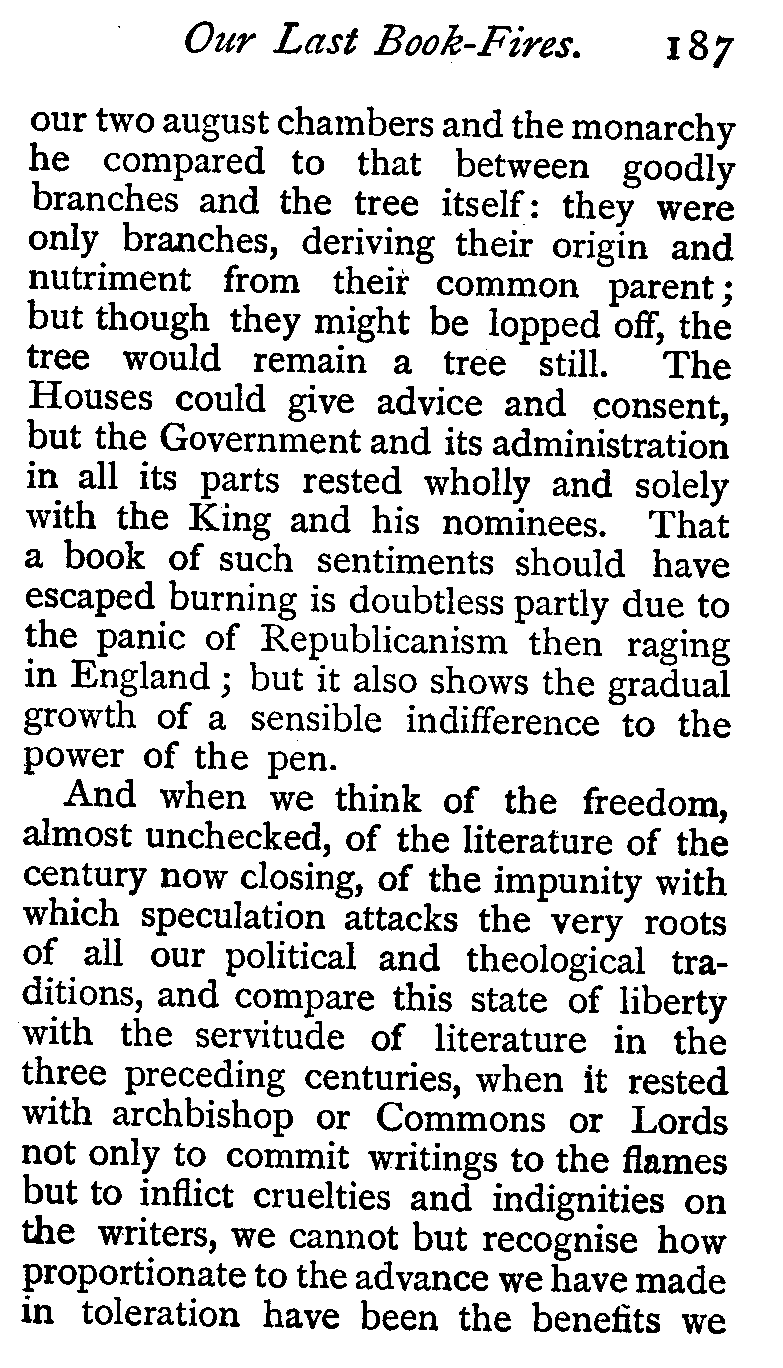 Our Last Book-Fires. 187
our two august chambers and the monarchy
he compared to that between goodly
branches and the tree itself: they were
only branches, deriving their origin and
nutriment from their common parent;
but though they might be lopped off, the
tree would remain a tree still. The
Houses could give advice and consent,
but the Government and its administration
in all its parts rested wholly and solely
with the King and his nominees. That
a book of such sentiments should have
escaped burning is doubtless partly due to
the panic of Republicanism then raging
in England; but it also shows the gradual
growth of a sensible indifference to the
power of the pen.
And when we think of the freedom,
almost unchecked, of the literature of the
century now closing, of the impunity with
which speculation attacks the very roots
of all our political and theological tra-
ditions, and compare this state of liberty
with the servitude of literature in the
three preceding centuries, when it rested
with archbishop or Commons or Lords
not only to commit writings to the flames
but to inflict cruelties and indignities on
the writers, we cannot but recognise how
proportionate to the advance we have made
in toleration have been the benefits we